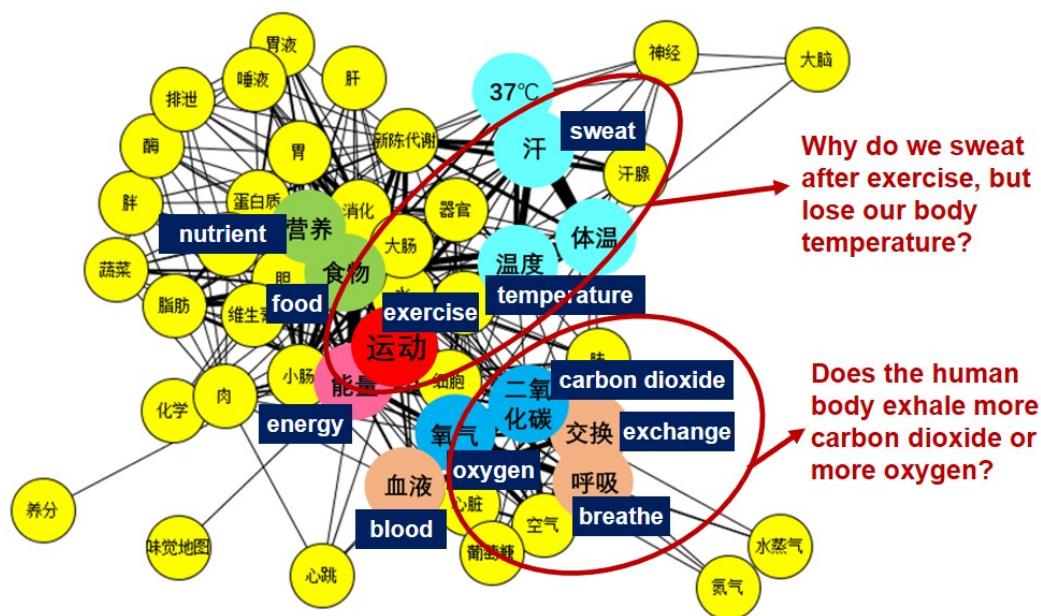 胃液
神经
大脑
唾液
肝
排泄
37℃
sweat
新陈代谢
汗
酶
胃
汗腺
Why do we sweat
after exercise, but
lose our body
temperature?
胖
蛋白质
消化
器官
营养
nutrient
大肠
体温
蔬菜
食物
温度
胆
temperature
脂肪
维生素
food
水
exercise
运动
肺
小肠
能量
细胞
二氧
化碳
carbon dioxide
Does the human
body exhale more
carbon dioxide or
more oxygen?
化学
肉
energy
氧气
交换
exchange
oxygen
血液
呼吸
养分
blood
心脏
空气
breathe
味觉地图
葡萄糖
水蒸气
心跳
氮气